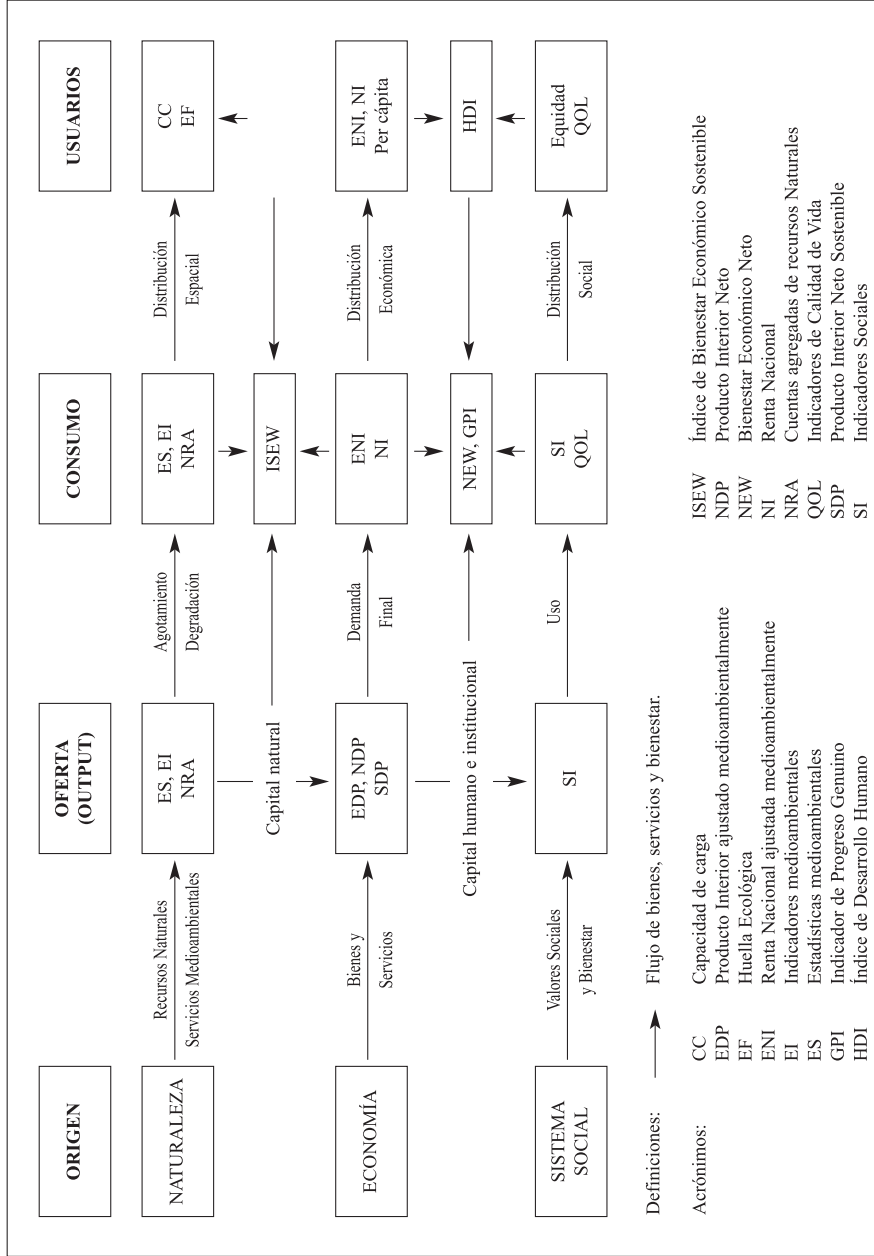 ORIGEN
OFERTA
(OUTPUT)
CONSUMO
USUARIOS
NATURALEZA
Recursos Naturales
Servicios Medioambientales
ES, EI
NRA
Agotamiento
Degradación
ES, EI
NRA
Distribución
Espacial
CC
EF
Capital natural
ISEW
ECONOMÍA
Bienes y
Servicios
EDP, NDP
SDP
Demanda
Final
ENI
NI
Distribución
Económica
ENI, NI
Per cápita
Capital humano e institucional
NEW, GPI
HDI
SISTEMA
SOCIAL
Valores Sociales
y Bienestar
SI
Uso
SI
QOL
Distribución
Social
Equidad
QOL
Definiciones: Flujo de bienes, servicios y bienestar.
Acrónimos:
CC Capacidad de carga
EDP Producto Interior ajustado medioambientalmente
EF Huella Ecológica
ENI Renta Nacional ajustada medioambientalmente
EI Indicadores medioambientales
ES Estadísticas medioambientales
GPI Indicador de Progreso Genuino
HDI Índice de Desarrollo Humano
ISEW Índice de Bienestar Económico Sostenible
NDP Producto Interior Neto
NEW Bienestar Económico Neto
NI Renta Nacional
NRA Cuentas agregadas de recursos Naturales
QOL Indicadores de Calidad de Vida
SDP Producto Interior Neto Sostenible
SI Indicadores Sociales